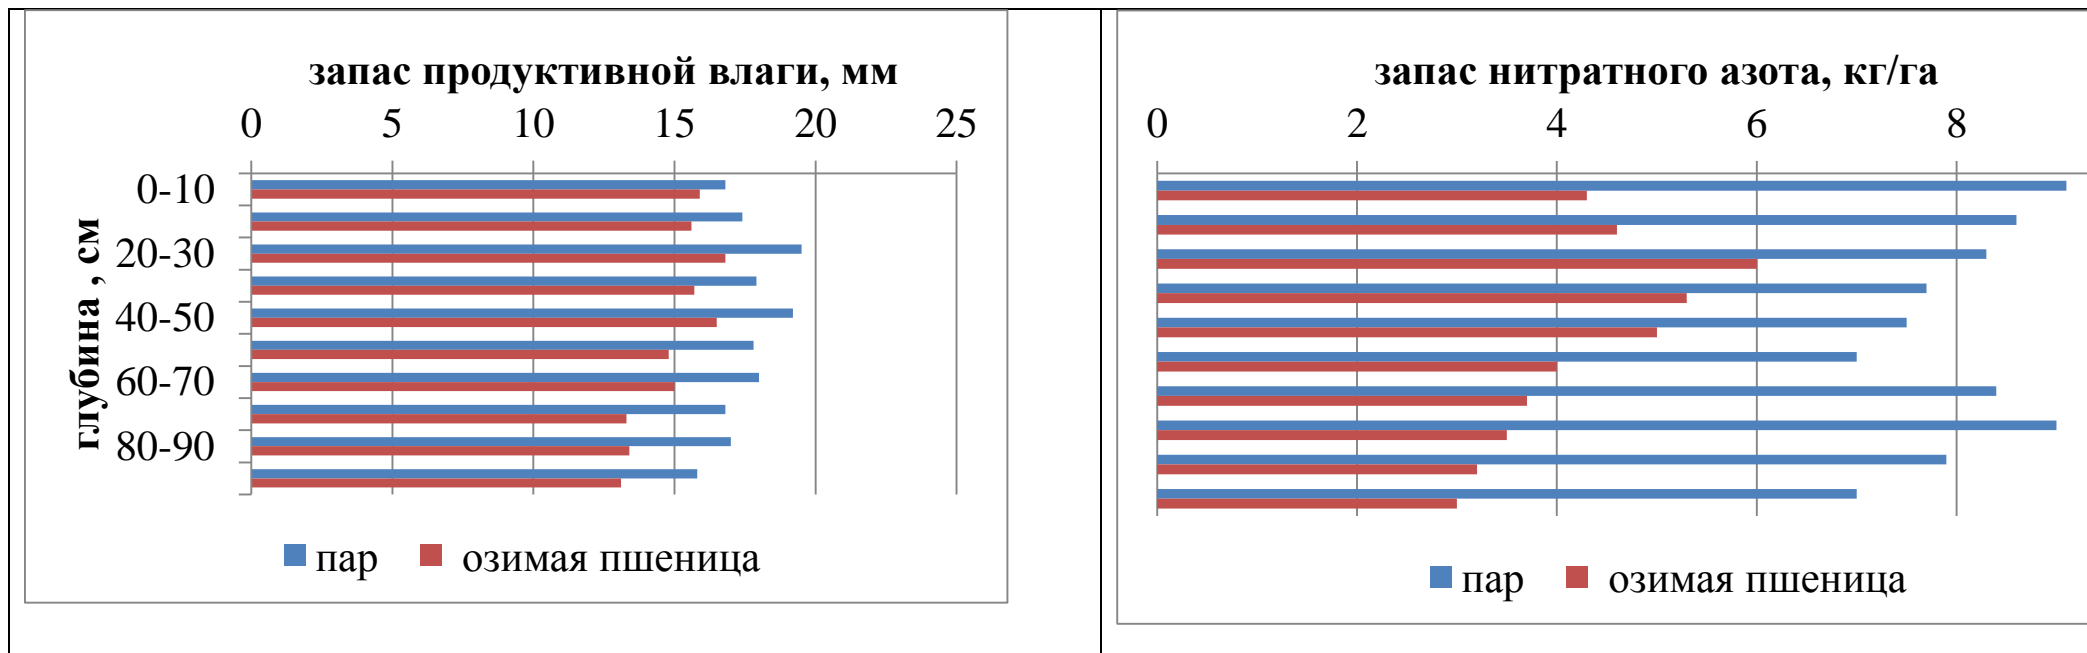 запас продуктивной влаги, мм
0 5 10 15 20 25
глубина , см
0-10
20-30
40-50
60-70
80-90
пар озимая пшеница
запас нитратного азота, кг/га
0 2 4 6 8
пар озимая пшеница